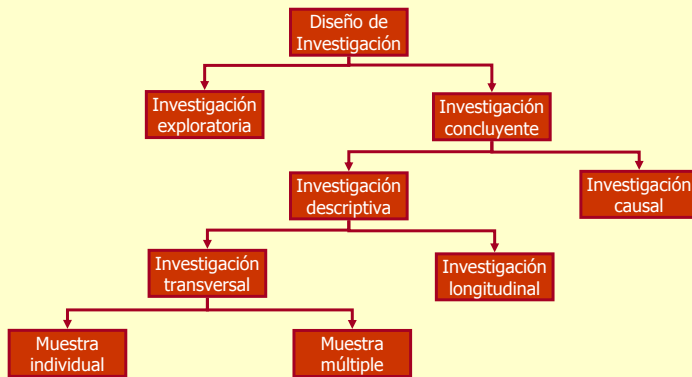 Diseño de
Investigación
Investigación
exploratoria
Investigación
concluyente
Investigación
descriptiva
Investigación
causal
Investigación
transversal
Investigación
longitudinal
Muestra
individual
Muestra
múltiple